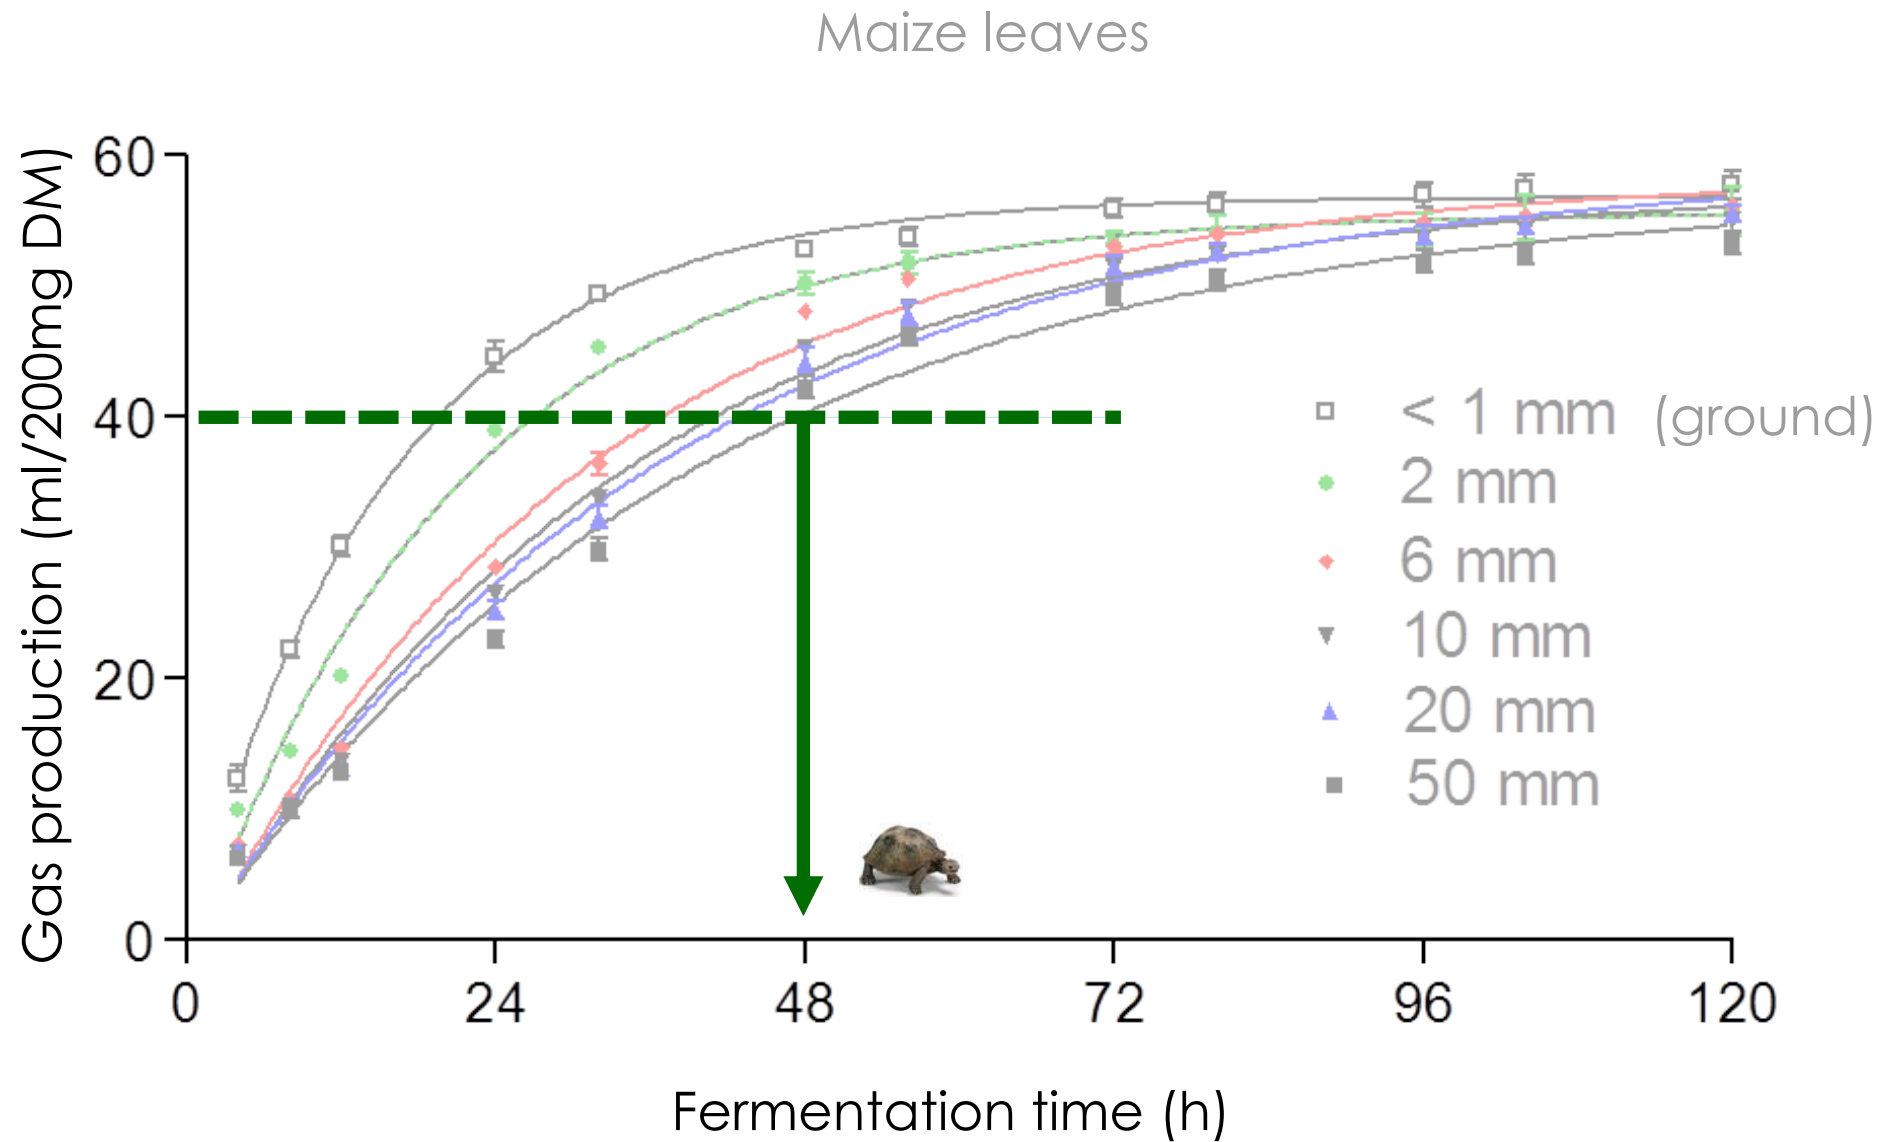 Maize leaves
Gas production (ml/200mg DM)
60
40
20
0
< 1 mm (ground)
2 mm
6 mm
10 mm
20 mm
50 mm
0 24 48 72 96 120
Fermentation time (h)